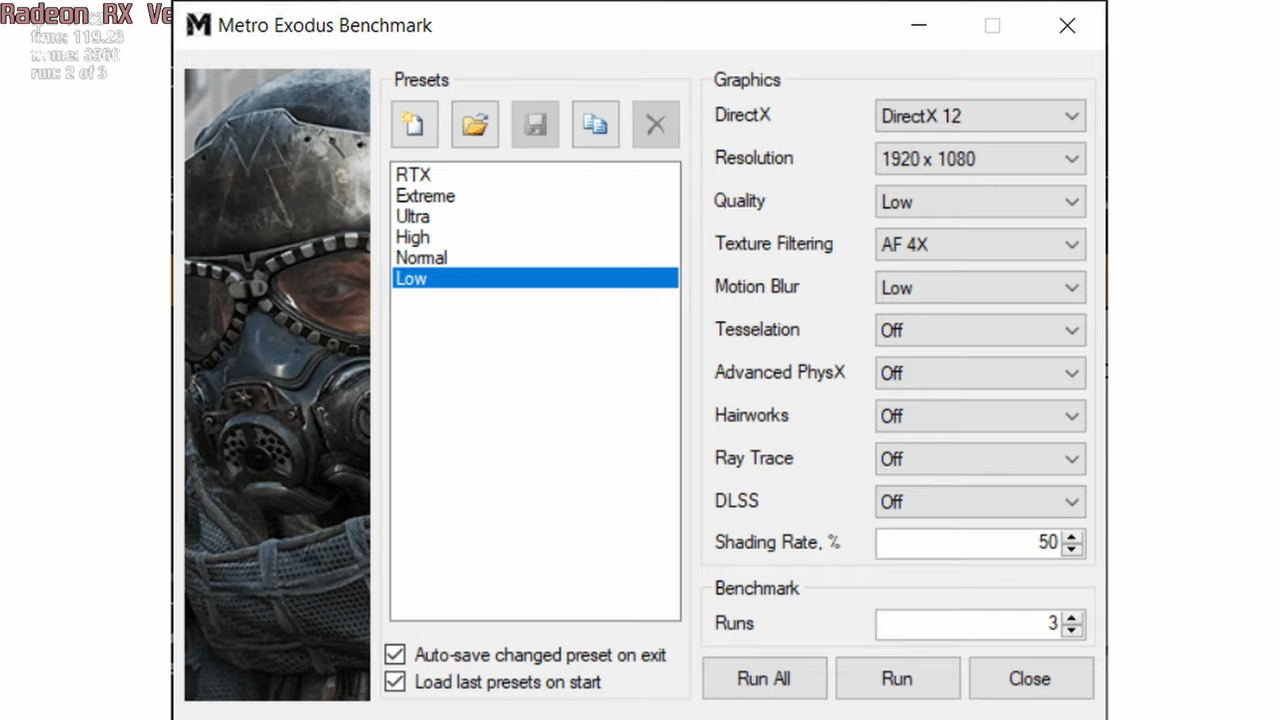 Radeon RX Ve
time: 119.23
run: 2 of 3
Metro Exodus Benchmark
Presets
RTX
Extreme
Ultra
High
Normal
Low
Auto-save changed preset on exit
Load last presets on start
Graphics
DirectX DirectX 12
Resolution 1920 x 1080
Quality Low
Texture Filtering AF 4X
Motion Blur Low
Tesselation Off
Advanced PhysX Off
Hairworks Off
Ray Trace Off
DLSS Off
Shading Rate, % 50
Benchmark
Runs 3
Run All Run Close